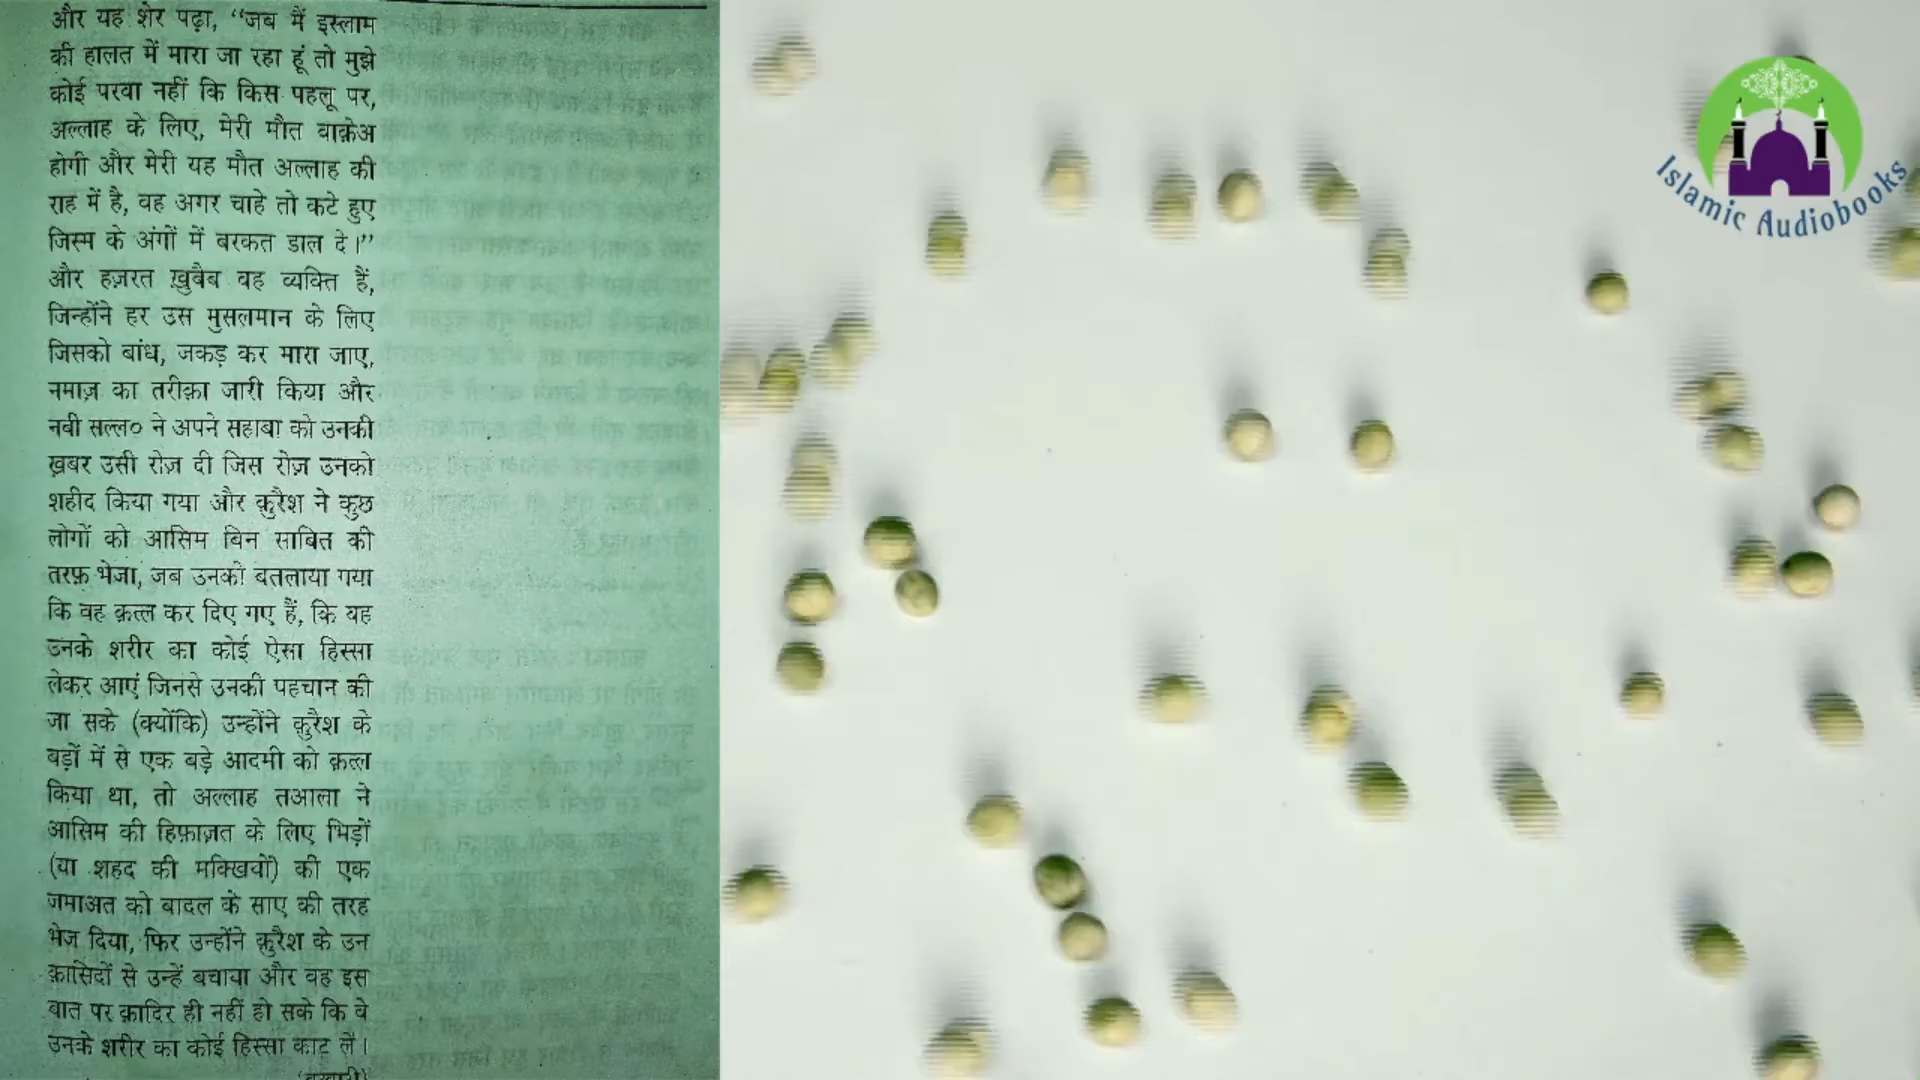 और यह शेर पढ़ा, “जब मैं इस्लाम
की हालत में मारा जा रहा हूं तो मुझे
कोई परवा नहीं कि किस पहलू पर,
अल्लाह के लिए, मेरी मौत वाक़ेअ
होगी और मेरी यह मौत अल्लाह की
राह में है, वह अगर चाहे तो कटे हुए
जिस्म के अंगों में बरकत डाल दे।”
और हज़रत ख़ुबैब वह व्यक्ति हैं,
जिन्होंने हर उस मुसलमान के लिए
जिसको बांध, जकड़ कर मारा जाए,
नमाज़ का तरीक़ा जारी किया और
नबी सल्ल० ने अपने सहाबा को उनकी
ख़बर उसी रोज़ दी जिस रोज़ उनको
शहीद किया गया और क़ुरैश ने कुछ
लोगों को आसिम बिन साबित की
तरफ़ भेजा, जब उनको बतलाया गया
कि वह क़त्ल कर दिए गए हैं, कि यह
उनके शरीर का कोई ऐसा हिस्सा
लेकर आएं जिनसे उनकी पहचान की
जा सके (क्योंकि) उन्होंने क़ुरैश के
बड़ों में से एक बड़े आदमी को क़त्ल
किया था, तो अल्लाह तआला ने
आसिम की हिफ़ाज़त के लिए भिड़ों
(या शहद की मक्खियों) की एक
जमाअत को बादल के साए की तरह
भेज दिया, फिर उन्होंने क़ुरैश के उन
क़ासिदों से उन्हें बचाया और वह इस
बात पर क़ादिर ही नहीं हो सके कि वे
उनके शरीर का कोई हिस्सा काट लें।
Islamic Audiobooks